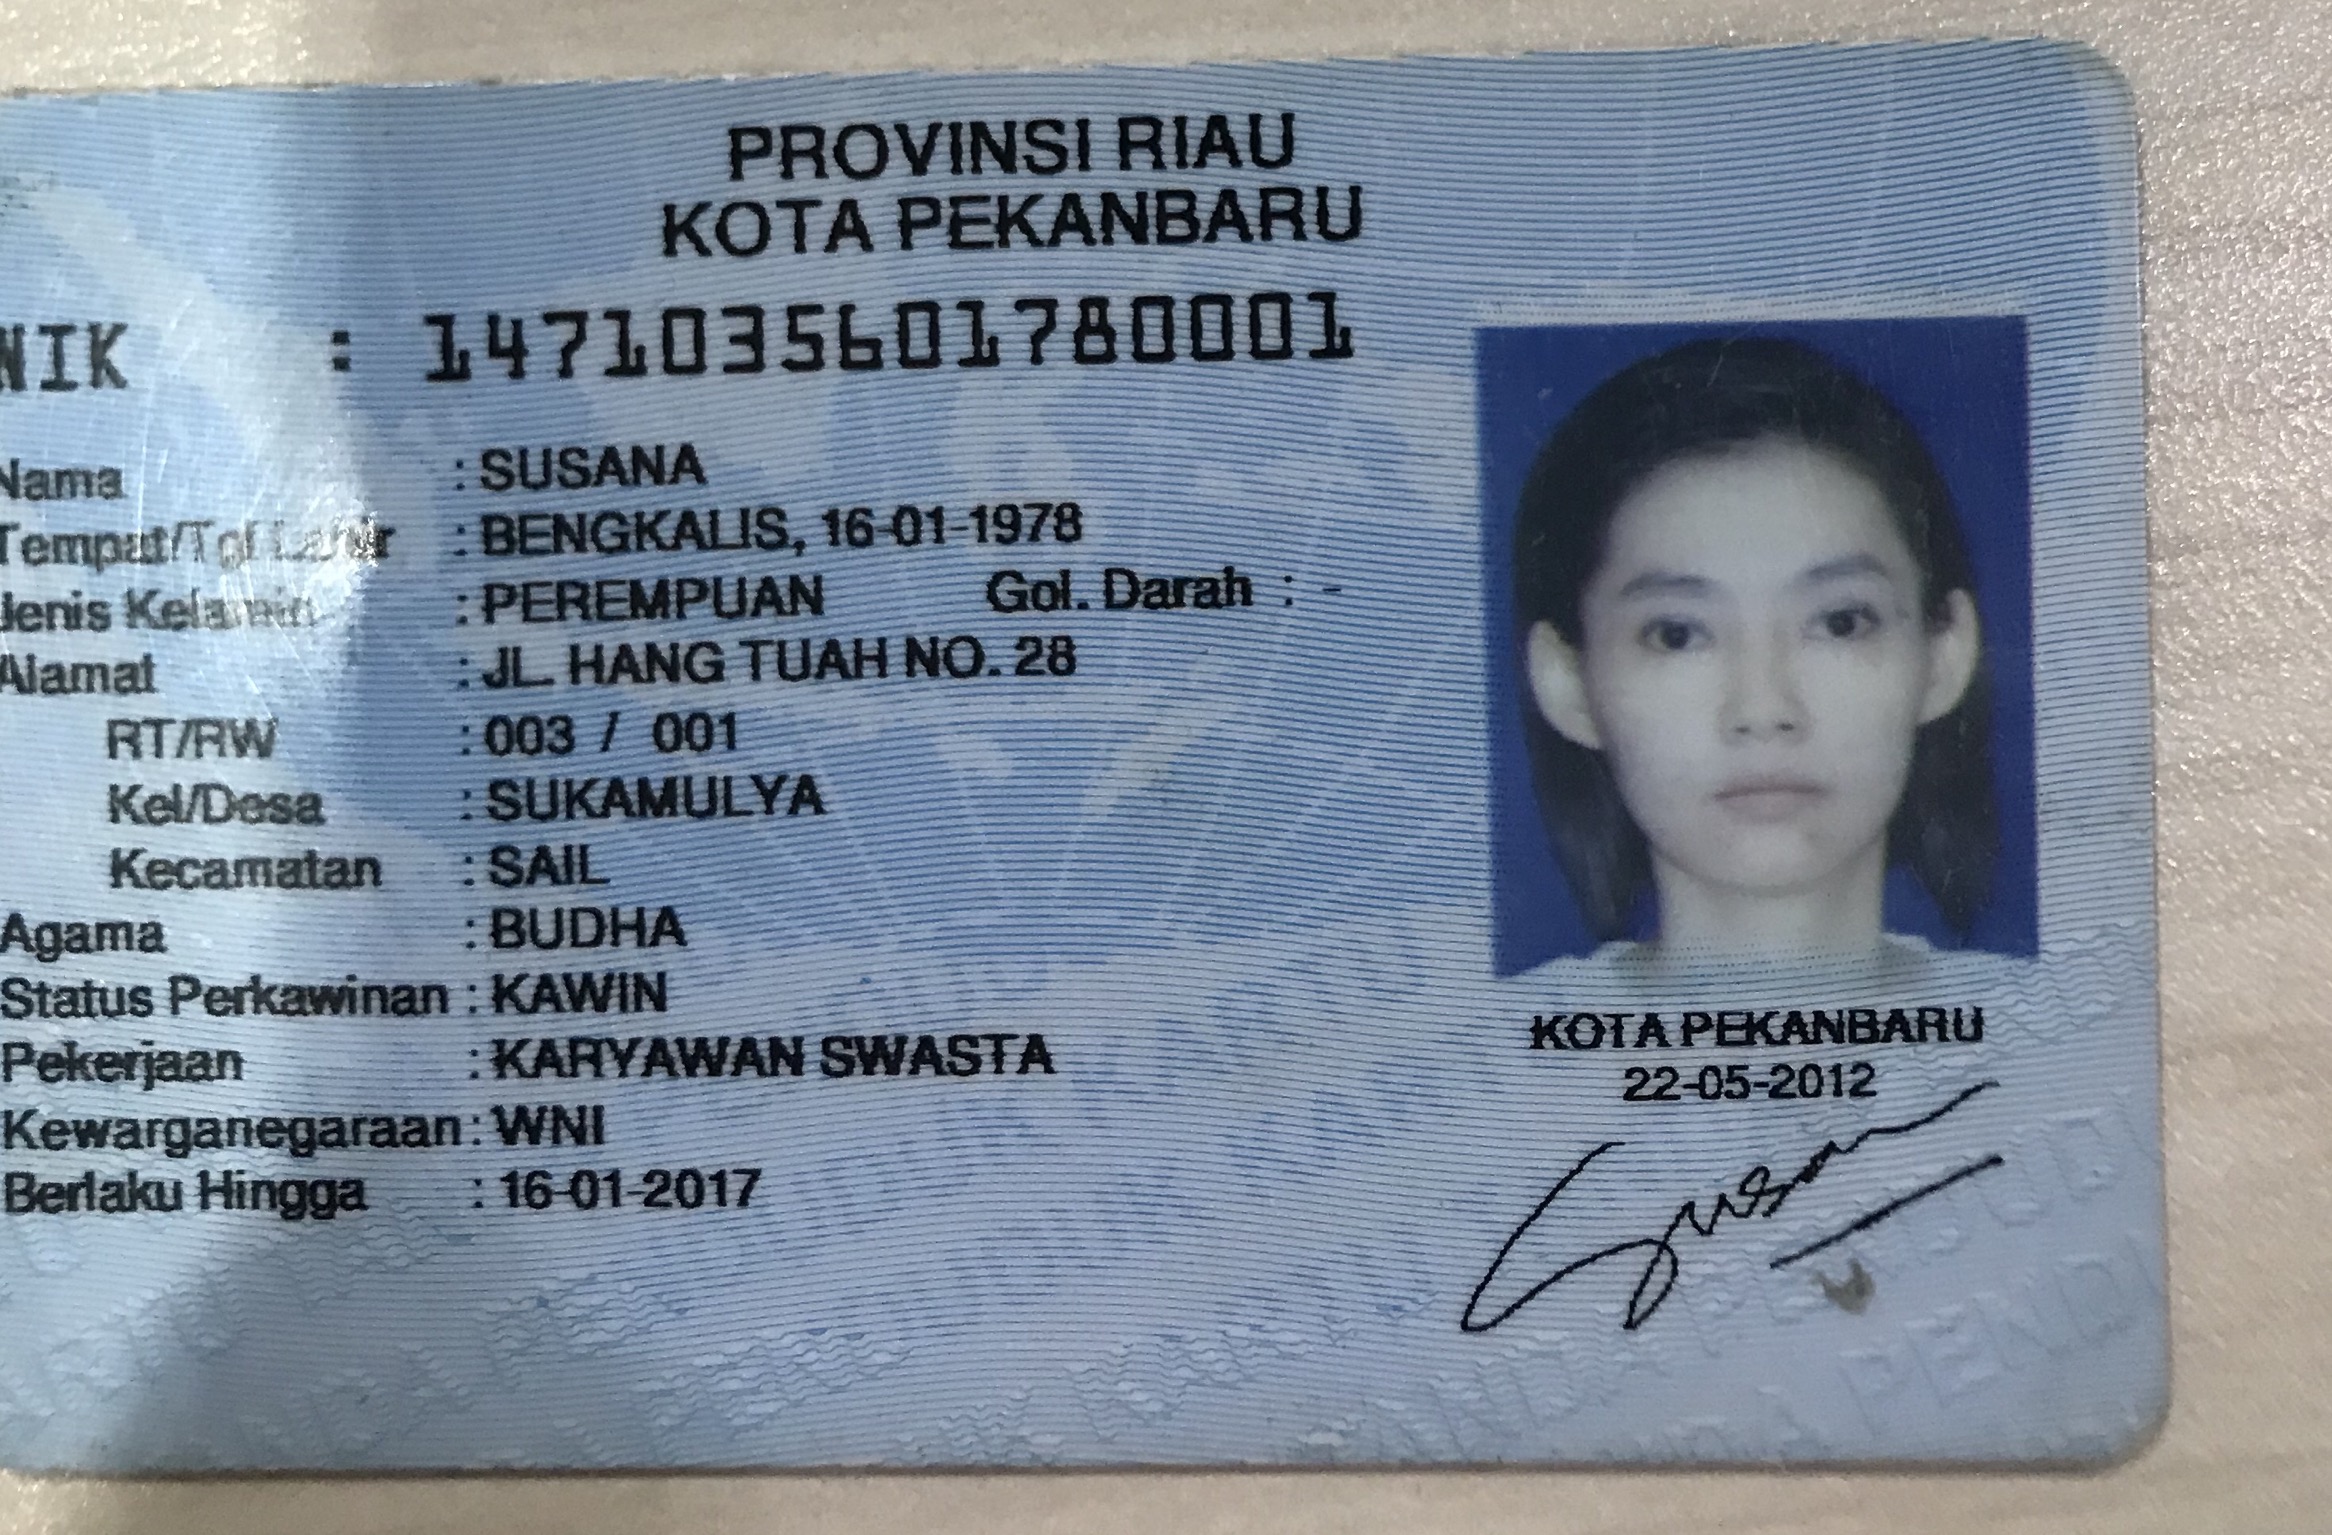 PROVINSI RIAU
KOTA PEKANBARU
NIK : 1471035601780001
Nama : SUSANA
Tempat/Tgl Lahir : BENGKALIS, 16-01-1978
Jenis Kelamin : PEREMPUAN Gol. Darah : -
Alamat : JL. HANG TUAH NO. 28
RT/RW : 003 / 001
Kel/Desa : SUKAMULYA
Kecamatan : SAIL
Agama : BUDHA
Status Perkawinan : KAWIN
Pekerjaan : KARYAWAN SWASTA
Kewarganegaraan : WNI
Berlaku Hingga : 16-01-2017
KOTA PEKANBARU
22-05-2012
Susan